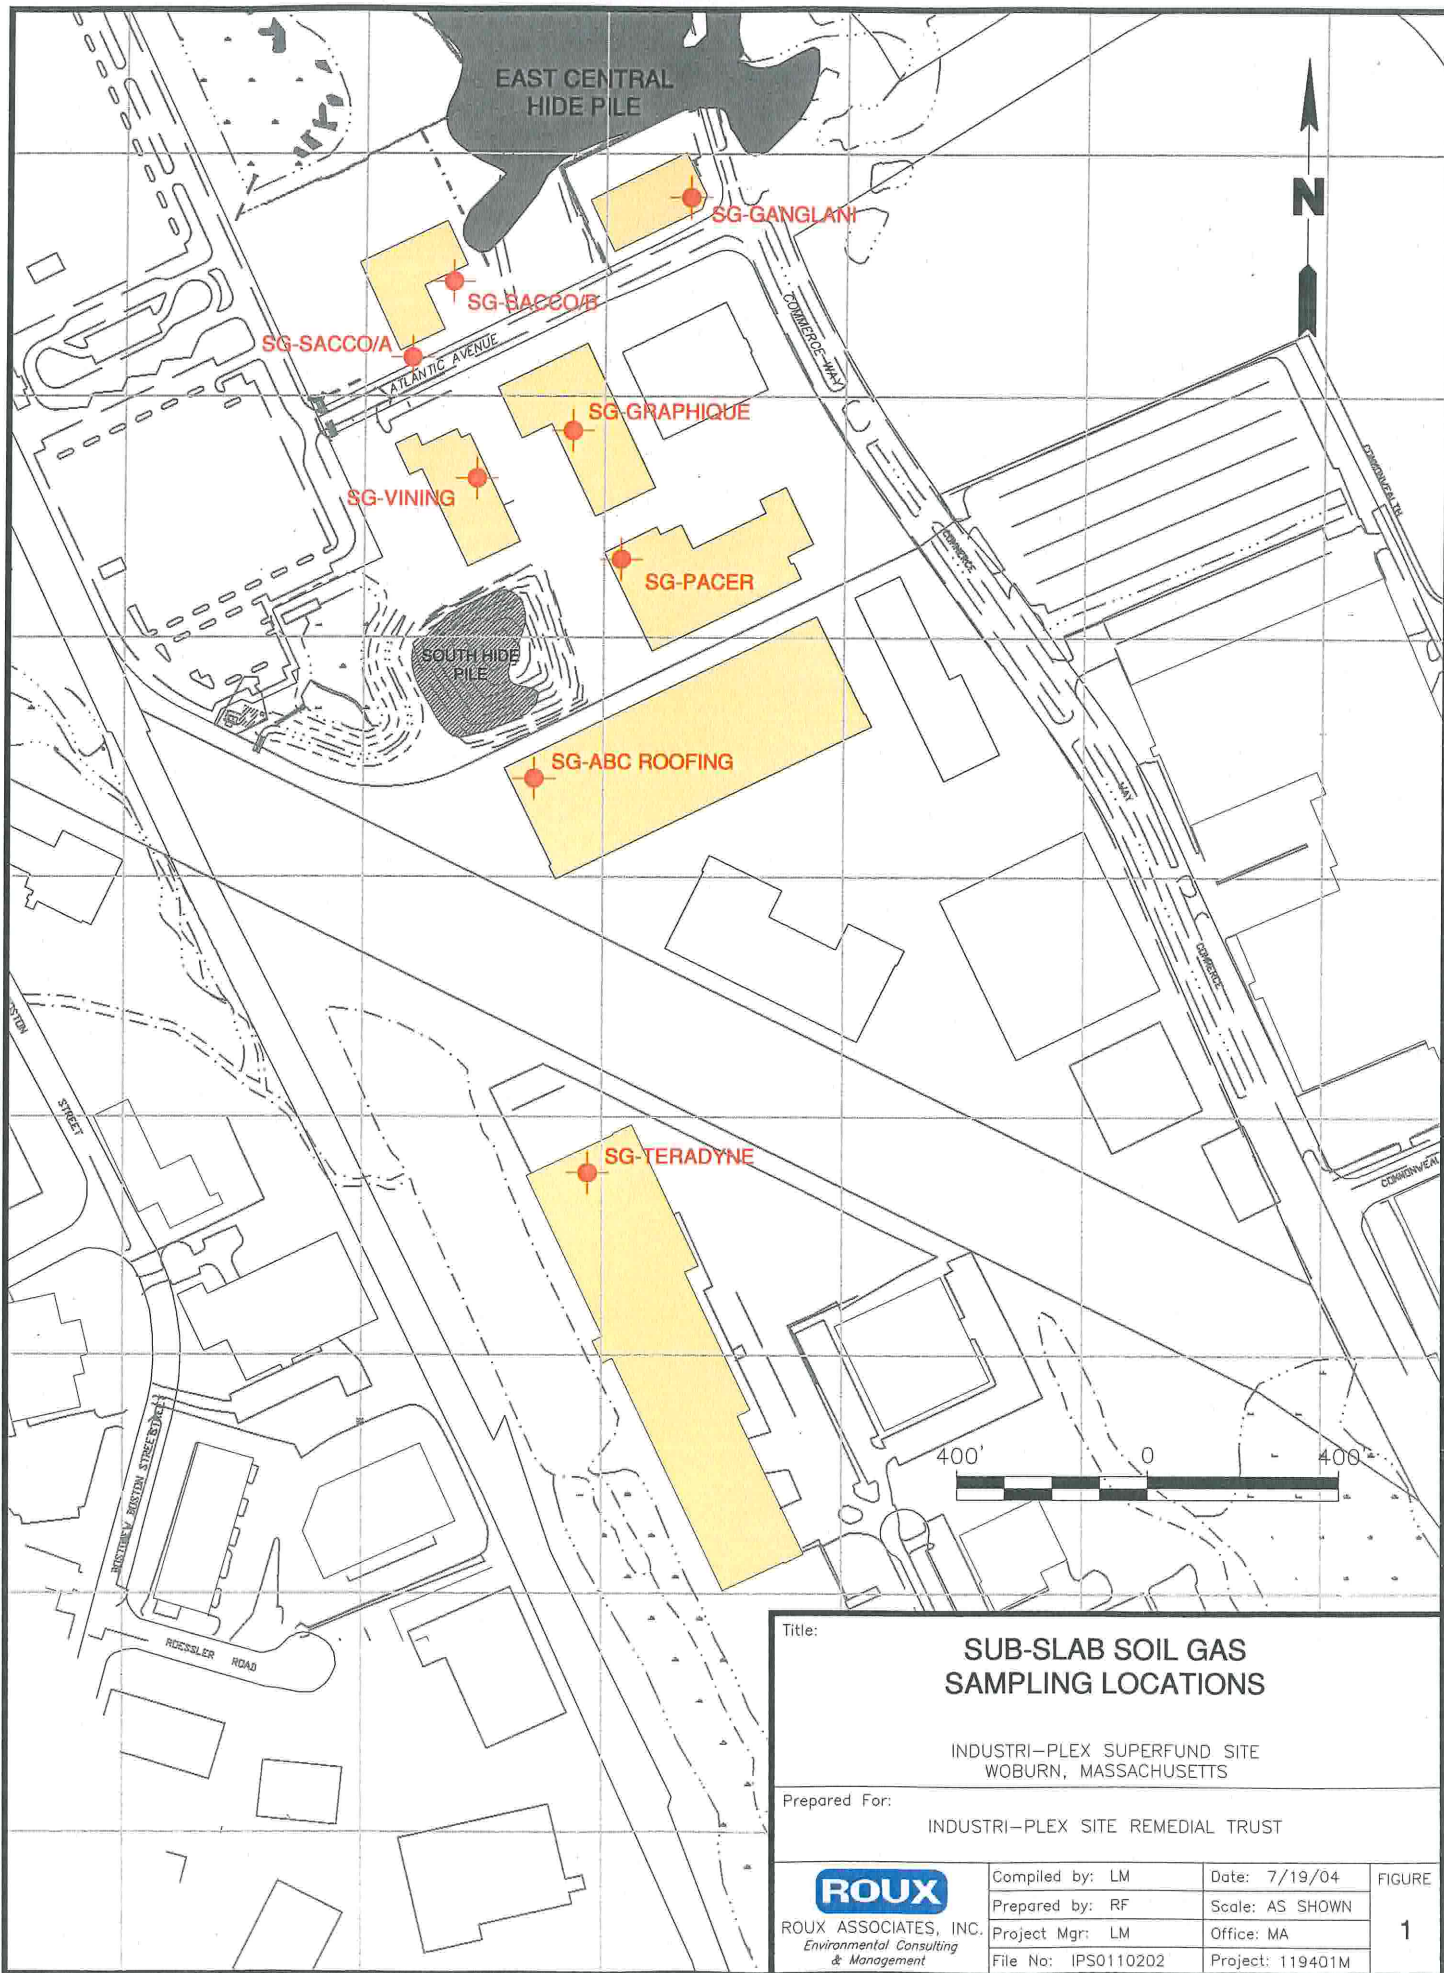 EAST CENTRAL
HIDE PILE
N
SG-GANGLANI
SG-SACCO/B
SG-SACCO/A
ATLANTIC AVENUE
COMMERCE WAY
SG-GRAPHIQUE
SG-VINING
COMMONWEALTH
COMMERCE
SG-PACER
SOUTH HIDE
PILE
SG-ABC ROOFING
WAY
COMMERCE
STREET
SG-TERADYNE
400' 0 400'
BOSTON STREET
ROESSLER ROAD
Title:
SUB-SLAB SOIL GAS
SAMPLING LOCATIONS
INDUSTRI-PLEX SUPERFUND SITE
WOBURN, MASSACHUSETTS
Prepared For:
INDUSTRI-PLEX SITE REMEDIAL TRUST
ROUX
ROUX ASSOCIATES, INC.
Environmental Consulting
& Management
Compiled by: LM
Date: 7/19/04
FIGURE
Prepared by: RF
Scale: AS SHOWN
Project Mgr: LM
Office: MA
1
File No: IPS0110202
Project: 119401M